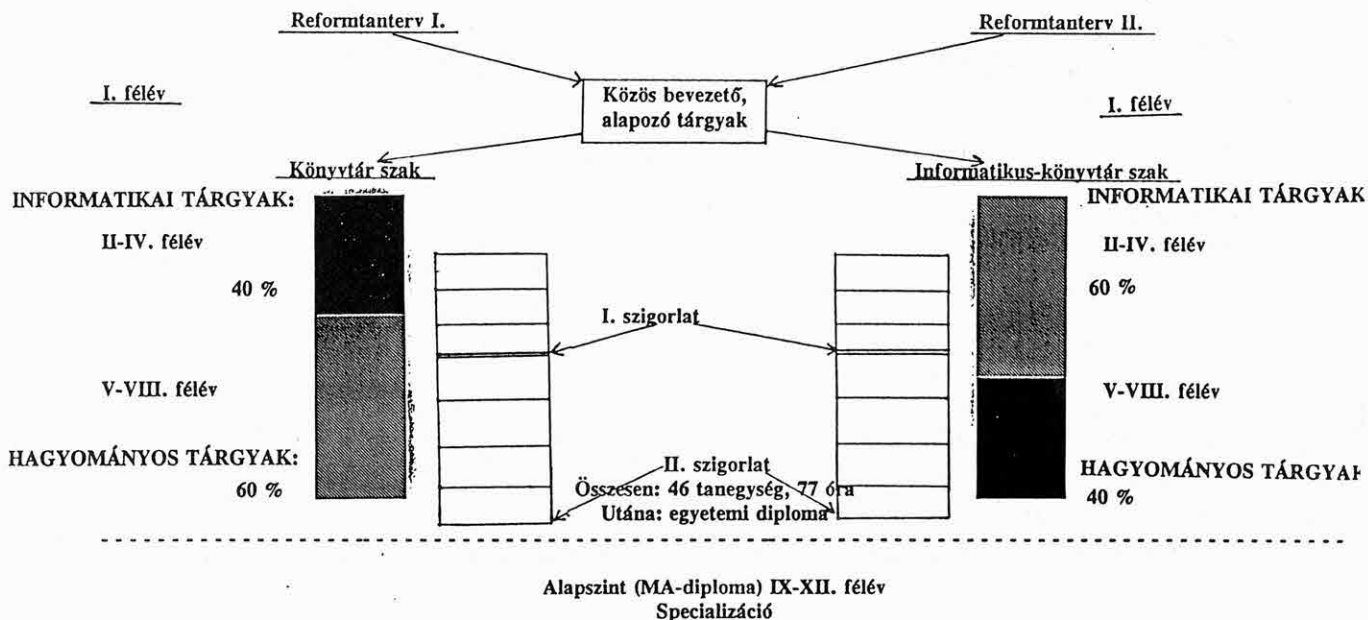 Reformtanterv I.
Reformtanterv II.
I. félév
Közös bevezető,
alapozó tárgyak
I. félév
Könyvtár szak
Informatikus-könyvtár szak
INFORMATIKAI TÁRGYAK:
INFORMATIKAI TÁRGYAK
II-IV. félév
II-IV. félév
40 %
60 %
I. szigorlat
V-VIII. félév
V-VIII. félév
HAGYOMÁNYOS TÁRGYAK:
II. szigorlat
HAGYOMÁNYOS TÁRGYAK
60 %
Összesen: 46 tanegység, 77 óra
40 %
Utána: egyetemi diploma
Alapszint (MA-diploma) IX-XII. félév
Specializáció